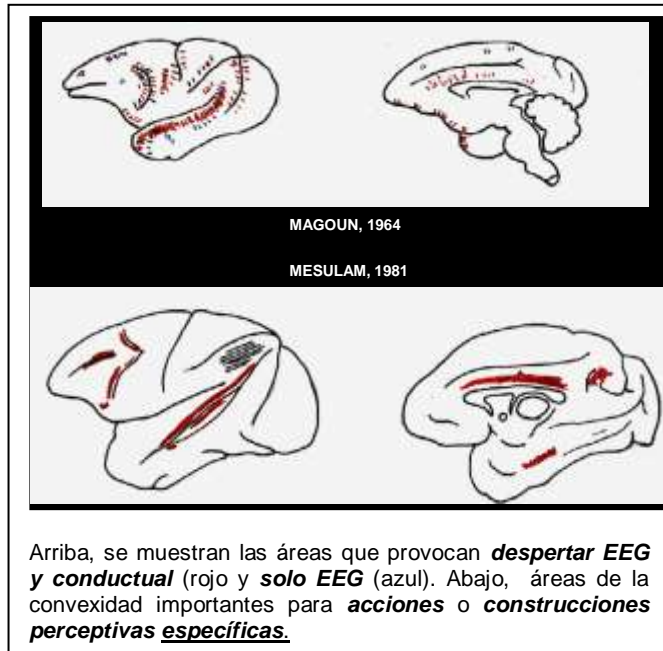 MAGOUN, 1964
MESULAM, 1981
Arriba, se muestran las áreas que provocan despertar EEG
y conductual (rojo y solo EEG (azul). Abajo, áreas de la
convexidad importantes para acciones o construcciones
perceptivas específicas.